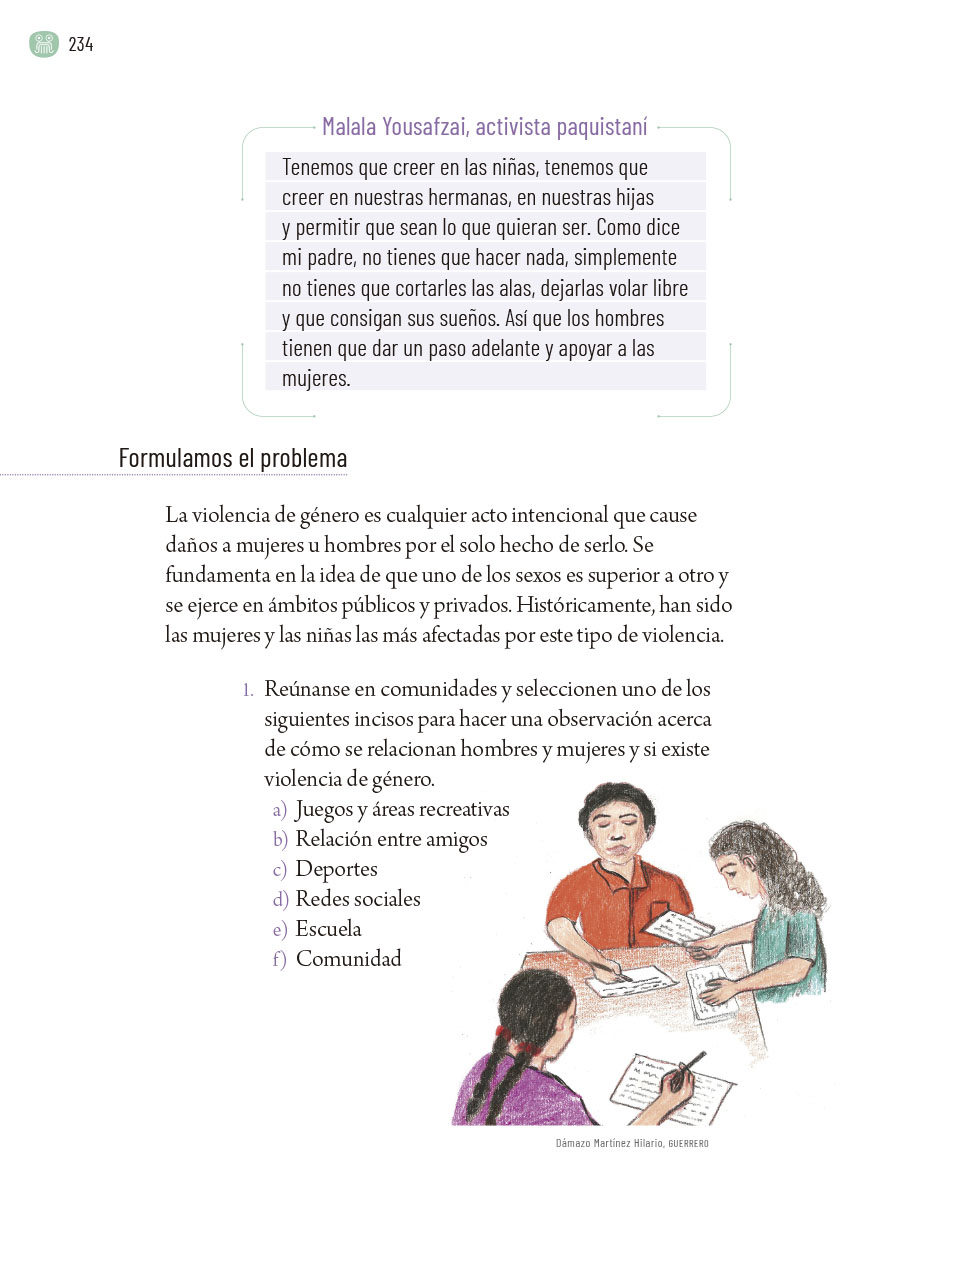 234
Malala Yousafzai, activista paquistaní
Tenemos que creer en las niñas, tenemos que
creer en nuestras hermanas, en nuestras hijas
y permitir que sean lo que quieran ser. Como dice
mi padre, no tienes que hacer nada, simplemente
no tienes que cortarles las alas, dejarlas volar libre
y que consigan sus sueños. Así que los hombres
tienen que dar un paso adelante y apoyar a las
mujeres.
Formulamos el problema
La violencia de género es cualquier acto intencional que cause
daños a mujeres u hombres por el solo hecho de serlo. Se
fundamenta en la idea de que uno de los sexos es superior a otro y
se ejerce en ámbitos públicos y privados. Históricamente, han sido
las mujeres y las niñas las más afectadas por este tipo de violencia.
1. Reúnanse en comunidades y seleccionen uno de los
siguientes incisos para hacer una observación acerca
de cómo se relacionan hombres y mujeres y si existe
violencia de género.
a) Juegos y áreas recreativas
b) Relación entre amigos
c) Deportes
d) Redes sociales
e) Escuela
f) Comunidad
Dámazo Martínez Hilario, GUERRERO